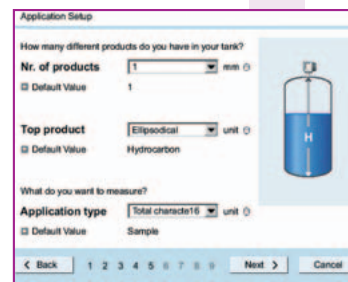 Application Setup
How many different products do you have in your tank?
Nr. of products 1 mm
Default Value 1
Top product Ellipsodical unit
Default Value Hydrocarbon
What do you want to measure?
Application type Total characte16 unit
Default Value Sample
H
< Back 1 2 3 4 5 6 7 8 9 Next > Cancel